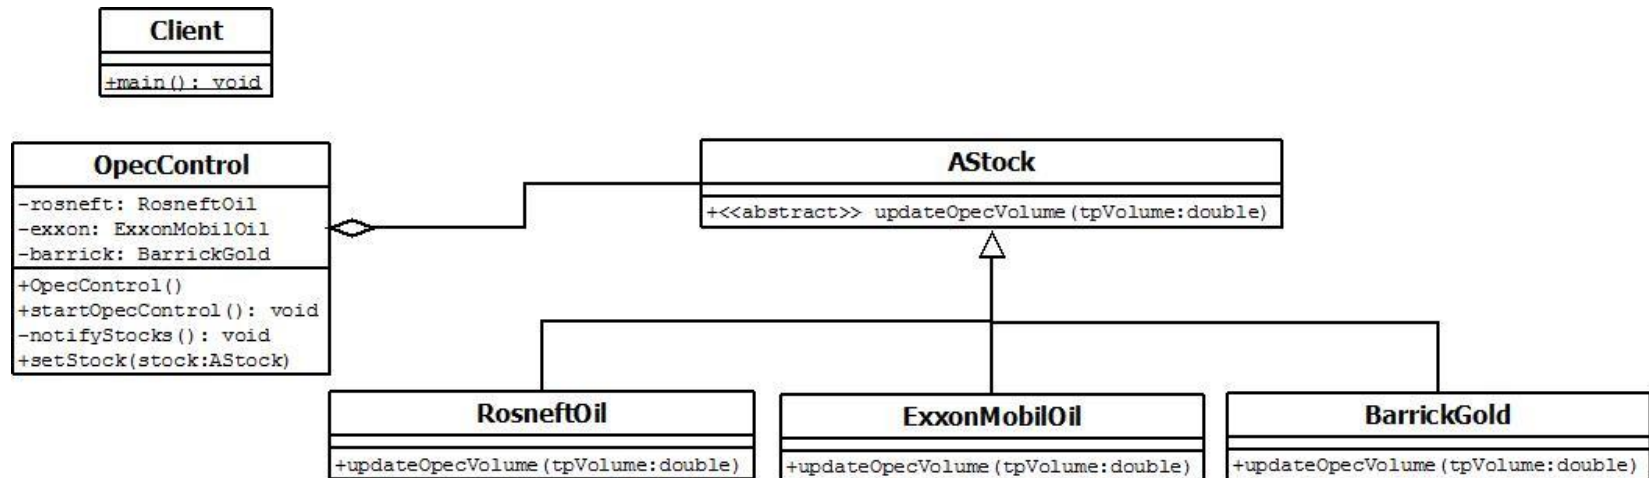 Client
+main(): void
OpecControl
-rosneft: RosneftOil
-exxon: ExxonMobilOil
-barrick: BarrickGold
+OpecControl()
+startOpecControl(): void
-notifyStocks(): void
+setStock(stock:AStock)
AStock
+<<abstract>> updateOpecVolume(tpVolume:double)
RosneftOil
+updateOpecVolume(tpVolume:double)
ExxonMobilOil
+updateOpecVolume(tpVolume:double)
BarrickGold
+updateOpecVolume(tpVolume:double)